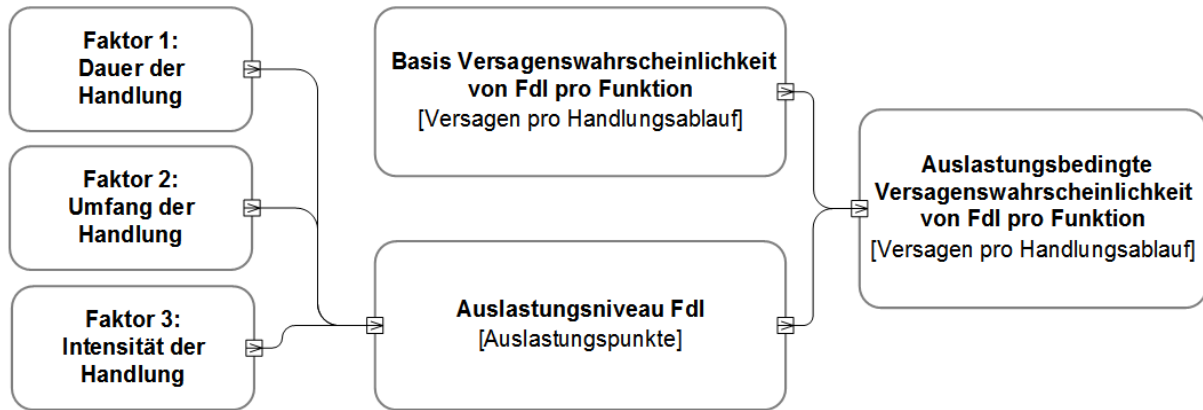 Faktor 1:
Dauer der
Handlung
Faktor 2:
Umfang der
Handlung
Faktor 3:
Intensität der
Handlung
Basis Versagenswahrscheinlichkeit
von Fdl pro Funktion
[Versagen pro Handlungsablauf]
Auslastungsniveau Fdl
[Auslastungspunkte]
Auslastungsbedingte
Versagenswahrscheinlichkeit
von Fdl pro Funktion
[Versagen pro Handlungsablauf]